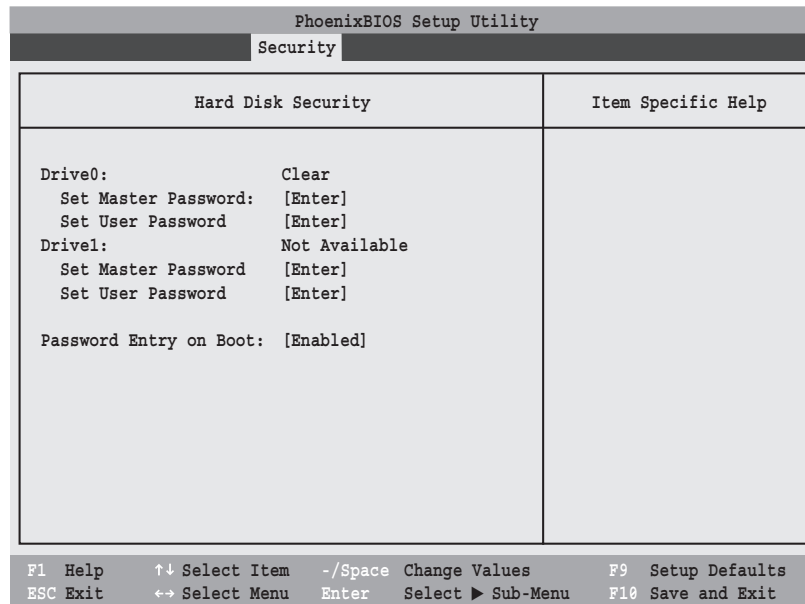 PhoenixBIOS Setup Utility
Security
Hard Disk Security
Item Specific Help
Drive0: Clear
Set Master Password: [Enter]
Set User Password [Enter]
Drive1: Not Available
Set Master Password [Enter]
Set User Password [Enter]
Password Entry on Boot: [Enabled]
F1 Help ↑↓ Select Item -/Space Change Values F9 Setup Defaults
ESC Exit ←→ Select Menu Enter Select ▶ Sub-Menu F10 Save and Exit